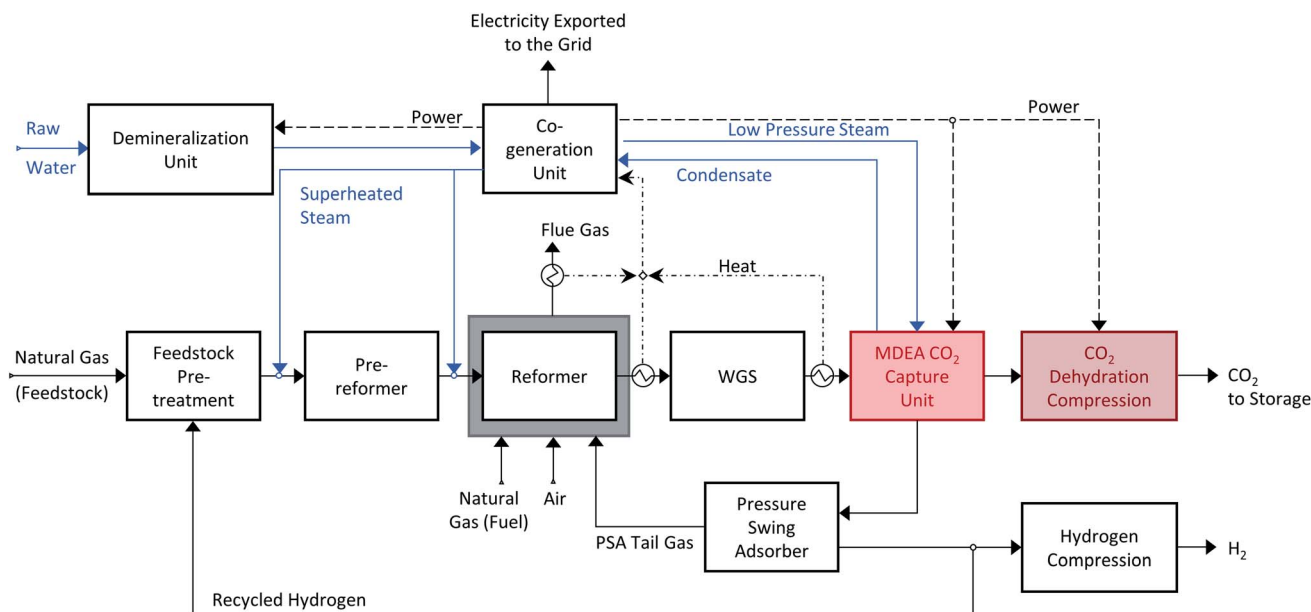 Electricity Exported
to the Grid
Raw
Water
Demineralization
Unit
Power
Co-
generation
Unit
Power
Low Pressure Steam
Condensate
Superheated
Steam
Flue Gas
Heat
Natural Gas
(Feedstock)
Feedstock
Pre-
treatment
Pre-
reformer
Reformer
WGS
MDEA CO₂
Capture
Unit
CO₂
Dehydration
Compression
CO₂
to Storage
Natural
Gas (Fuel)
Air
PSA Tail Gas
Pressure
Swing
Adsorber
Hydrogen
Compression
H₂
Recycled Hydrogen